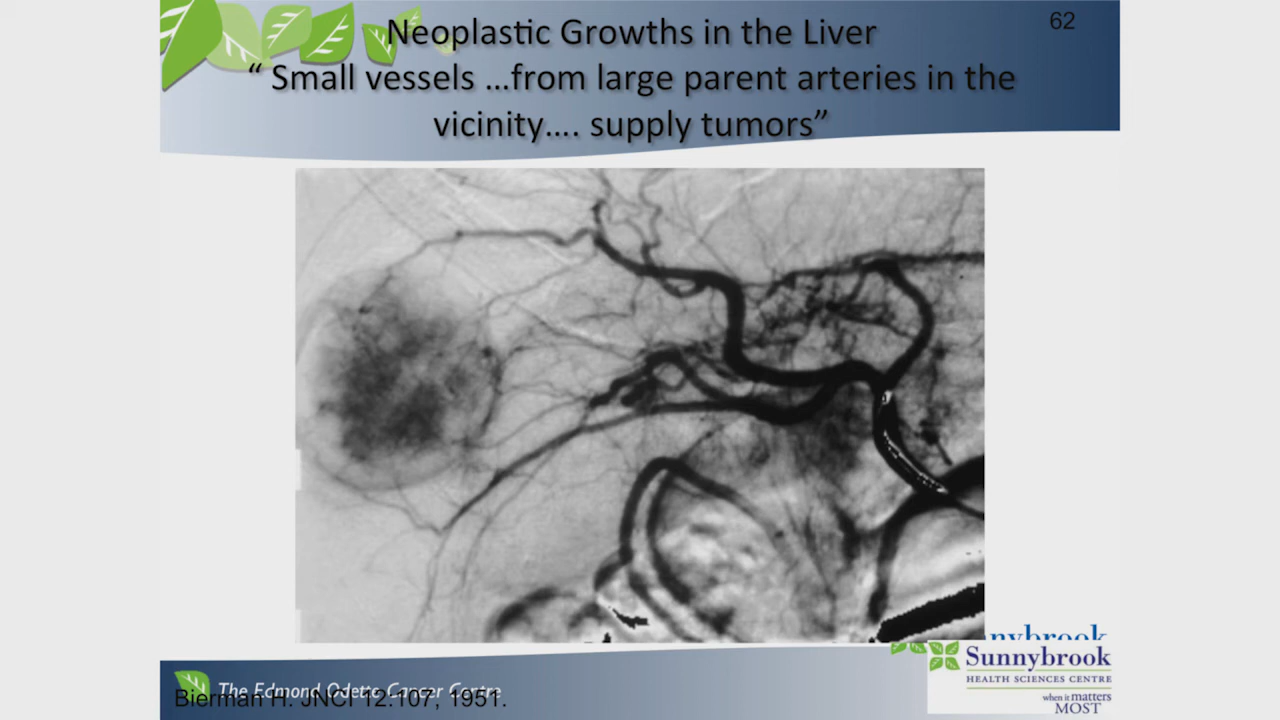 62
Neoplastic Growths in the Liver
“ Small vessels …from large parent arteries in the
vicinity…. supply tumors”
nybrook
Sunnybrook
HEALTH SCIENCES CENTRE
when it matters
MOST
The Edmond Odette Cancer Centre
Bierman H. JNCI 12:107, 1951.